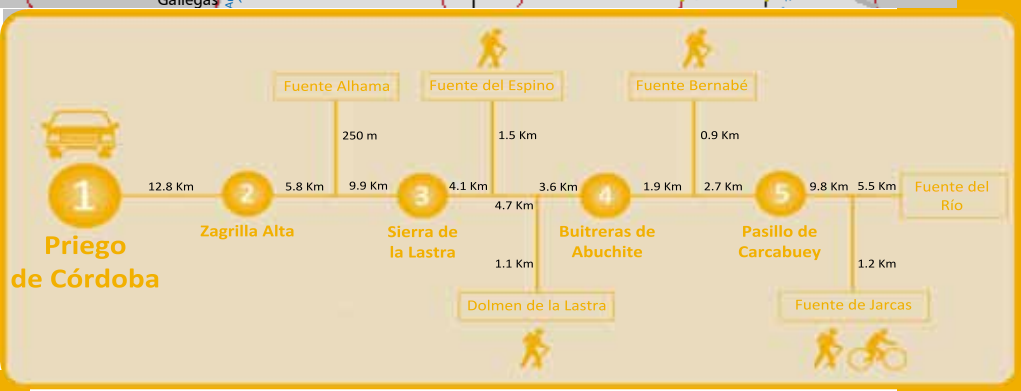 Gallegas
Fuente Alhama
Fuente del Espino
Fuente Bernabé
250 m
1.5 Km
0.9 Km
1
12.8 Km
2
5.8 Km
9.9 Km
3
4.1 Km
4.7 Km
3.6 Km
4
1.9 Km
2.7 Km
5
9.8 Km
5.5 Km
Fuente del
Río
Priego
de Córdoba
Zagrilla Alta
Sierra de
la Lastra
Buitreras de
Abuchite
Pasillo de
Carcabuey
1.1 Km
1.2 Km
Dolmen de la Lastra
Fuente de Jarcas